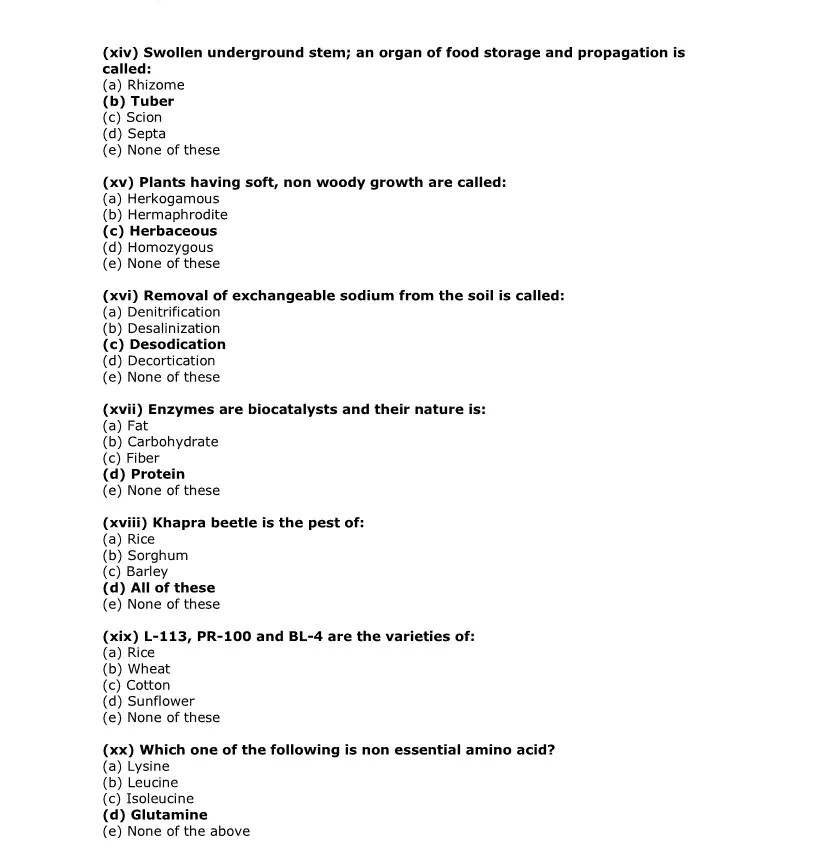 (xiv) Swollen underground stem; an organ of food storage and propagation is
called:
(a) Rhizome
(b) Tuber
(c) Scion
(d) Septa
(e) None of these
(xv) Plants having soft, non woody growth are called:
(a) Herkogamous
(b) Hermaphrodite
(c) Herbaceous
(d) Homozygous
(e) None of these
(xvi) Removal of exchangeable sodium from the soil is called:
(a) Denitrification
(b) Desalinization
(c) Desodication
(d) Decortication
(e) None of these
(xvii) Enzymes are biocatalysts and their nature is:
(a) Fat
(b) Carbohydrate
(c) Fiber
(d) Protein
(e) None of these
(xviii) Khapra beetle is the pest of:
(a) Rice
(b) Sorghum
(c) Barley
(d) All of these
(e) None of these
(xix) L-113, PR-100 and BL-4 are the varieties of:
(a) Rice
(b) Wheat
(c) Cotton
(d) Sunflower
(e) None of these
(xx) Which one of the following is non essential amino acid?
(a) Lysine
(b) Leucine
(c) Isoleucine
(d) Glutamine
(e) None of the above